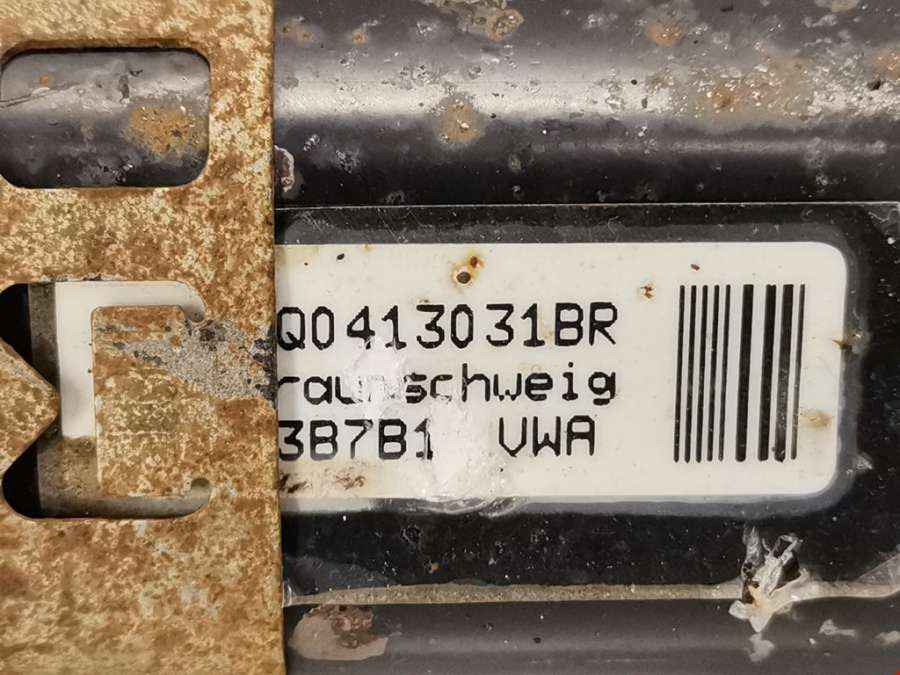 Q0413031BR
raunschweig
3B7B1 VWA